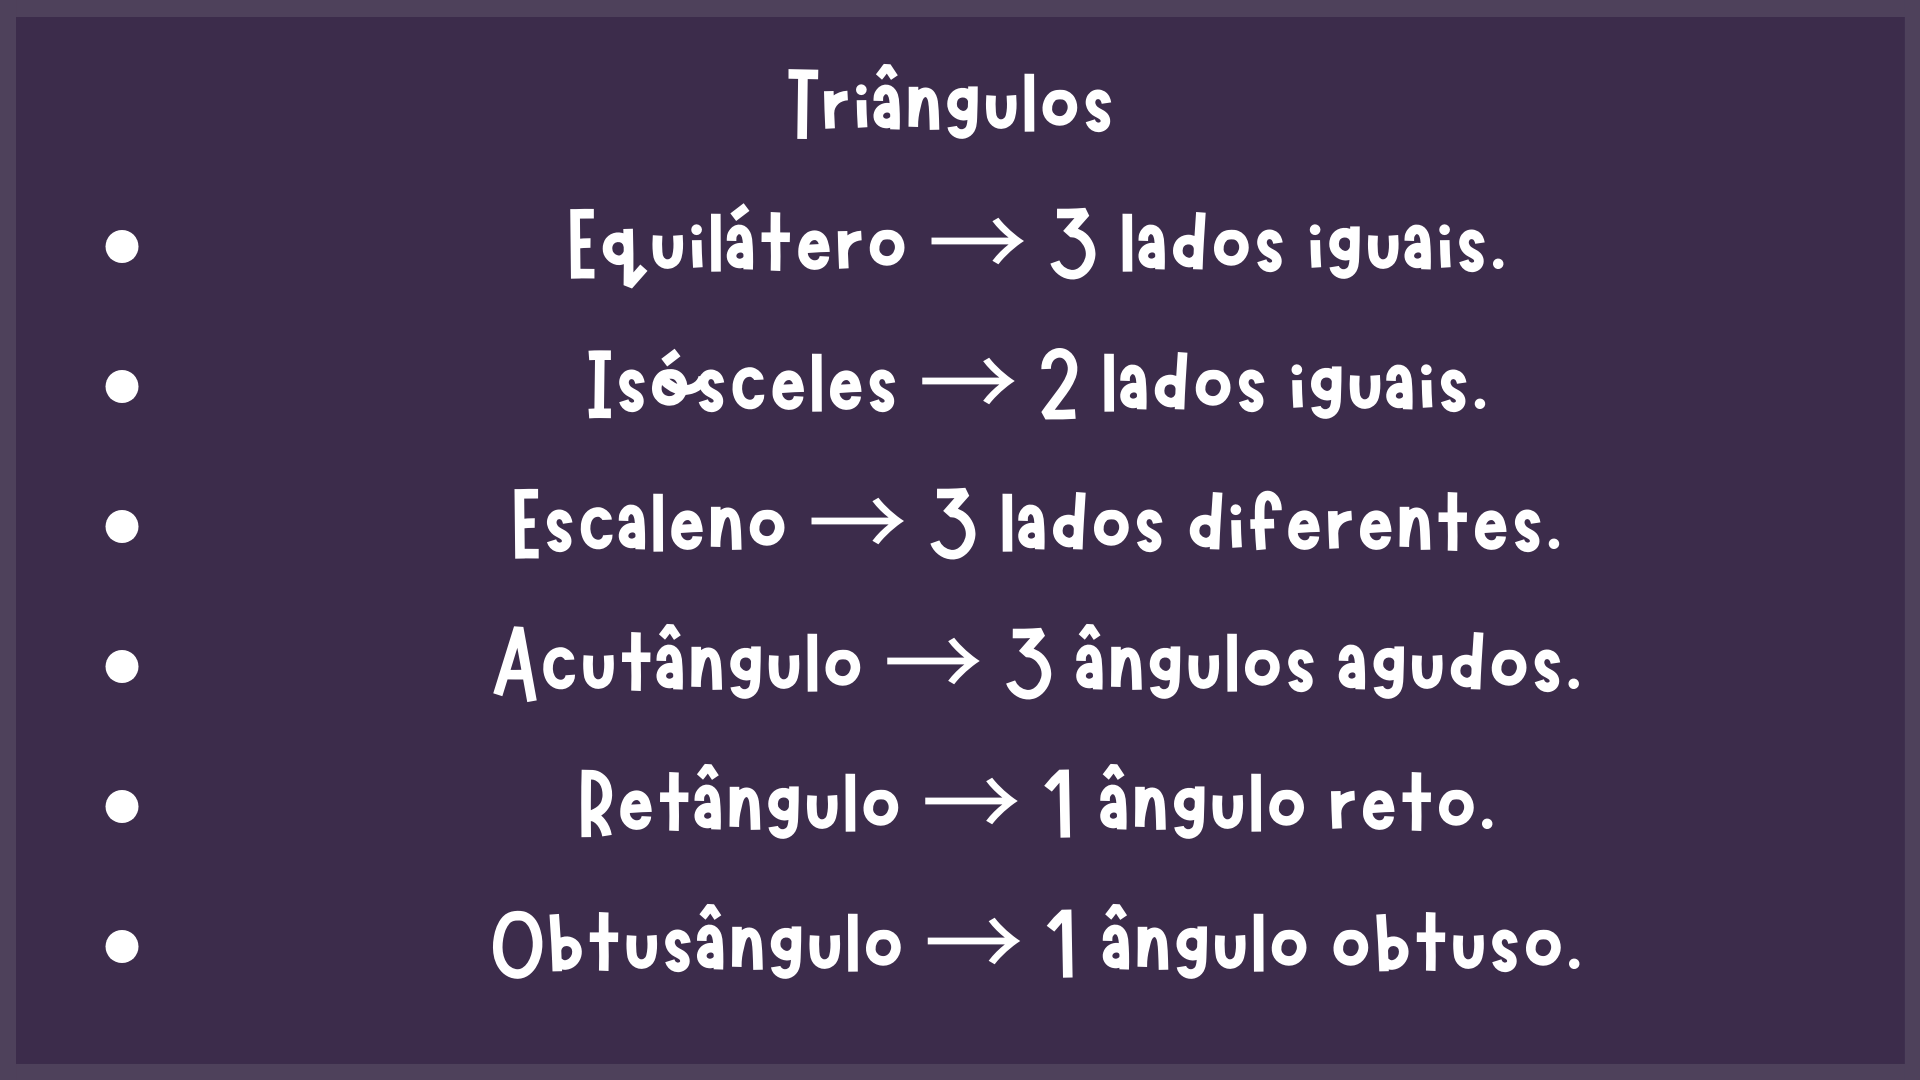 Triângulos
• Equilátero → 3 lados iguais.
• Isósceles → 2 lados iguais.
• Escaleno → 3 lados diferentes.
• Acutângulo → 3 ângulos agudos.
• Retângulo → 1 ângulo reto.
• Obtusângulo → 1 ângulo obtuso.